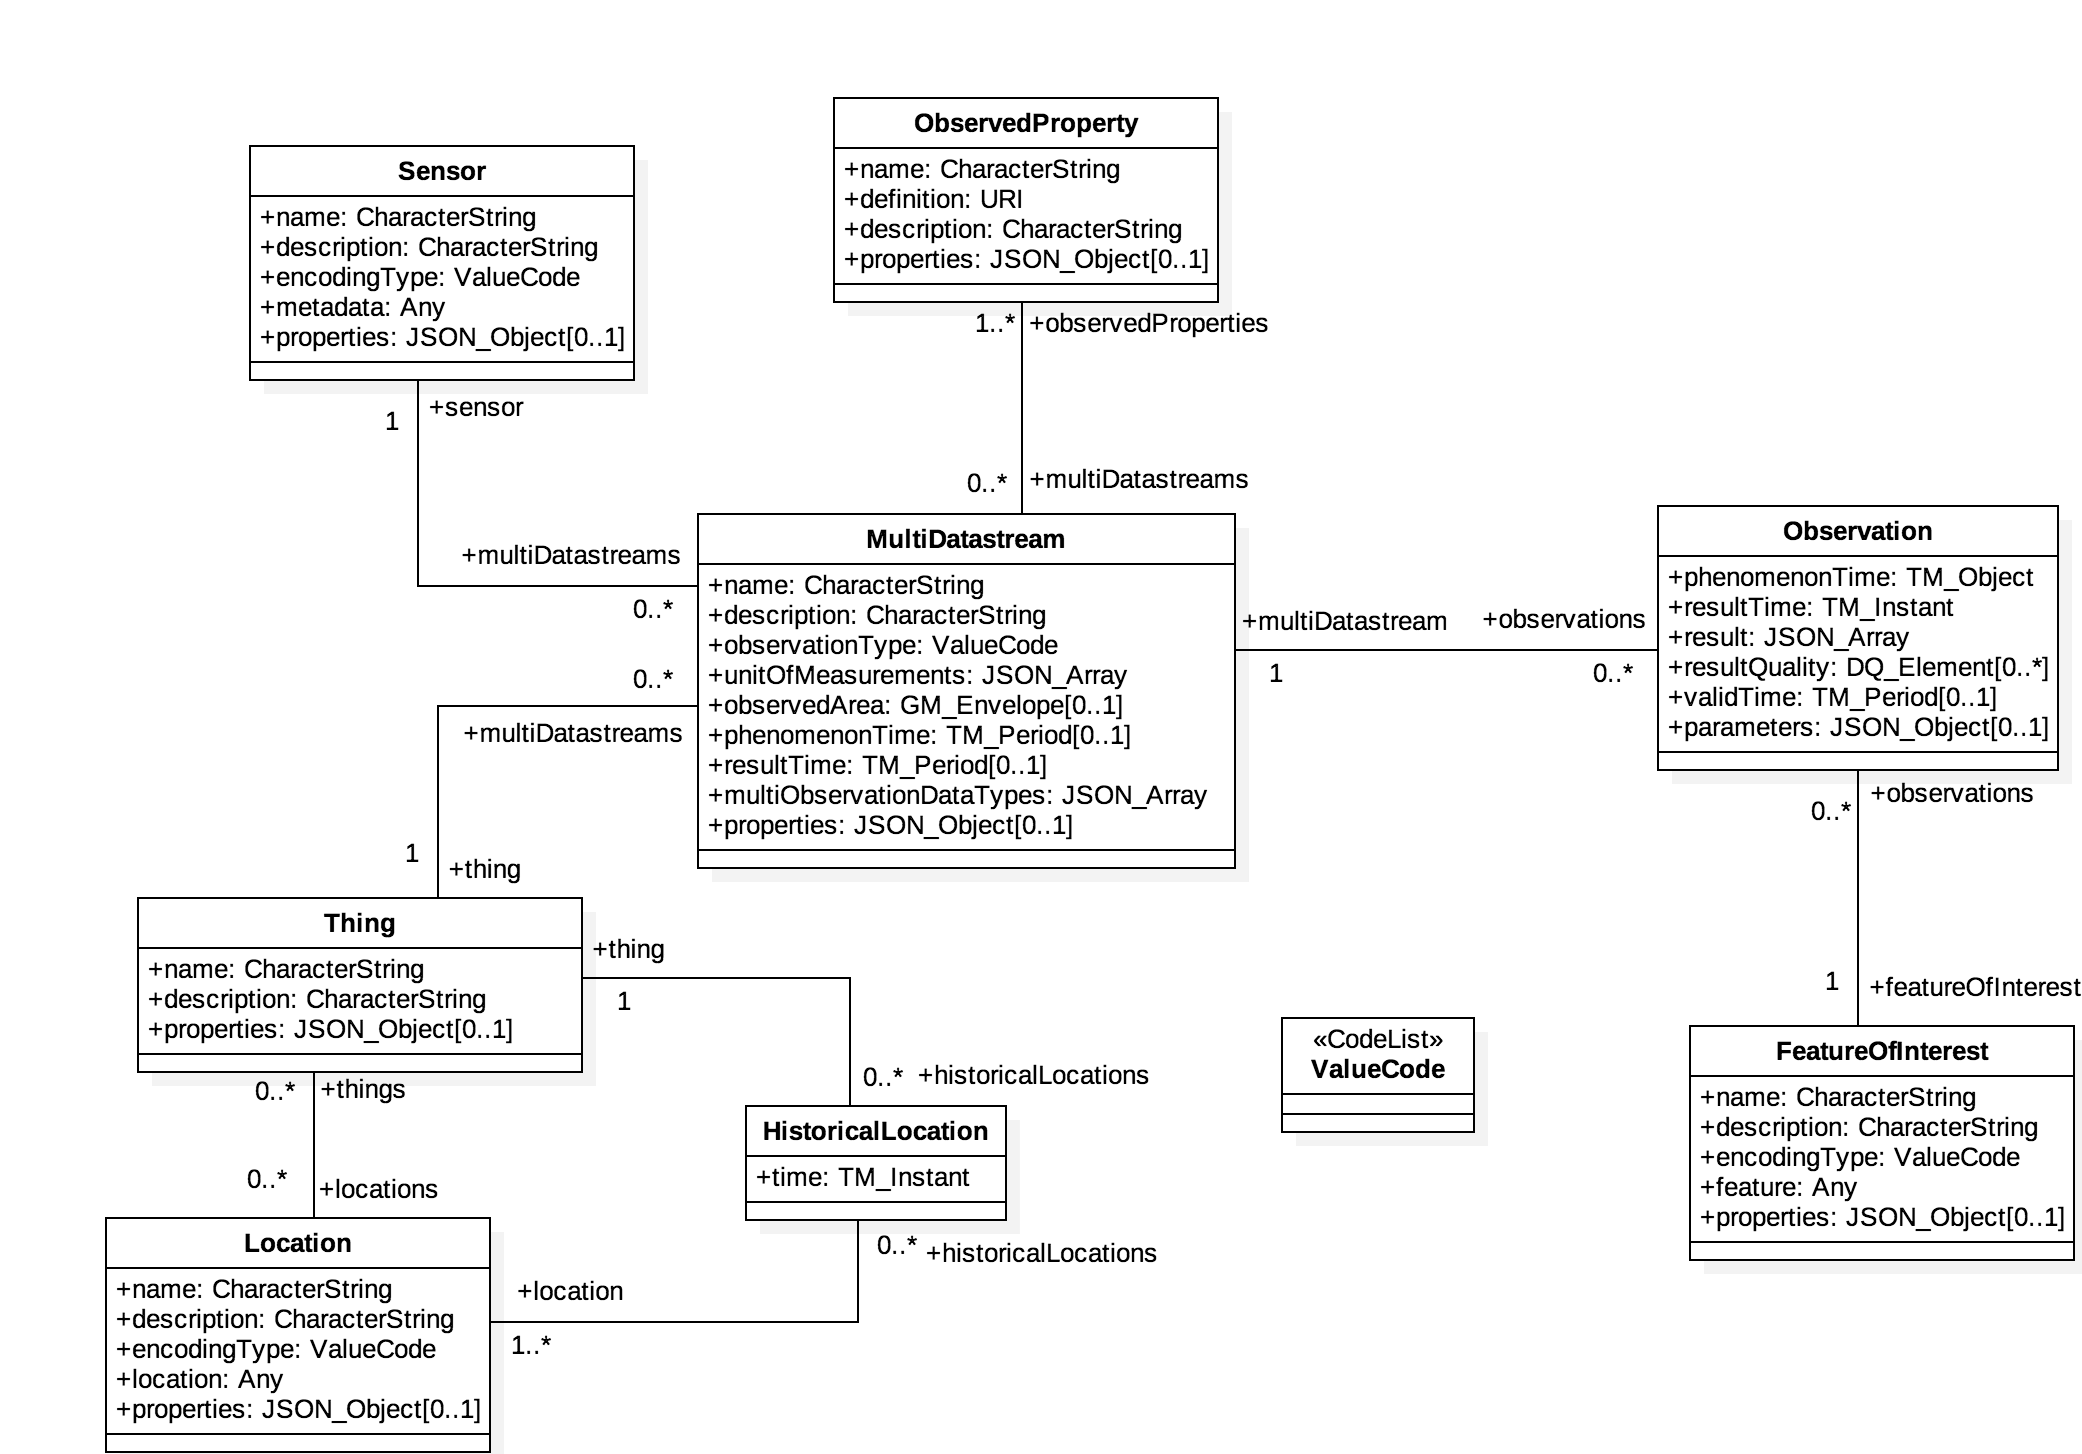 ObservedProperty
+name: CharacterString
+definition: URI
+description: CharacterString
+properties: JSON_Object[0..1]
1..* +observedProperties
Sensor
+name: CharacterString
+description: CharacterString
+encodingType: ValueCode
+metadata: Any
+properties: JSON_Object[0..1]
+sensor
1
0..* +multiDatastreams
+multiDatastreams
0..*
MultiDatastream
+name: CharacterString
+description: CharacterString
+observationType: ValueCode
+unitOfMeasurements: JSON_Array
+observedArea: GM_Envelope[0..1]
+phenomenonTime: TM_Period[0..1]
+resultTime: TM_Period[0..1]
+multiObservationDataTypes: JSON_Array
+properties: JSON_Object[0..1]
+multiDatastream
1
+observations
0..*
Observation
+phenomenonTime: TM_Object
+resultTime: TM_Instant
+result: JSON_Array
+resultQuality: DQ_Element[0..*]
+validTime: TM_Period[0..1]
+parameters: JSON_Object[0..1]
+observations
0..*
0..*
+multiDatastreams
1
+thing
Thing
+name: CharacterString
+description: CharacterString
+properties: JSON_Object[0..1]
+thing
1
0..* +historicalLocations
HistoricalLocation
+time: TM_Instant
0..* +historicalLocations
0..* +things
0..*
+locations
Location
+name: CharacterString
+description: CharacterString
+encodingType: ValueCode
+location: Any
+properties: JSON_Object[0..1]
+location
1..*
«CodeList»
ValueCode
1 +featureOfInterest
FeatureOfInterest
+name: CharacterString
+description: CharacterString
+encodingType: ValueCode
+feature: Any
+properties: JSON_Object[0..1]